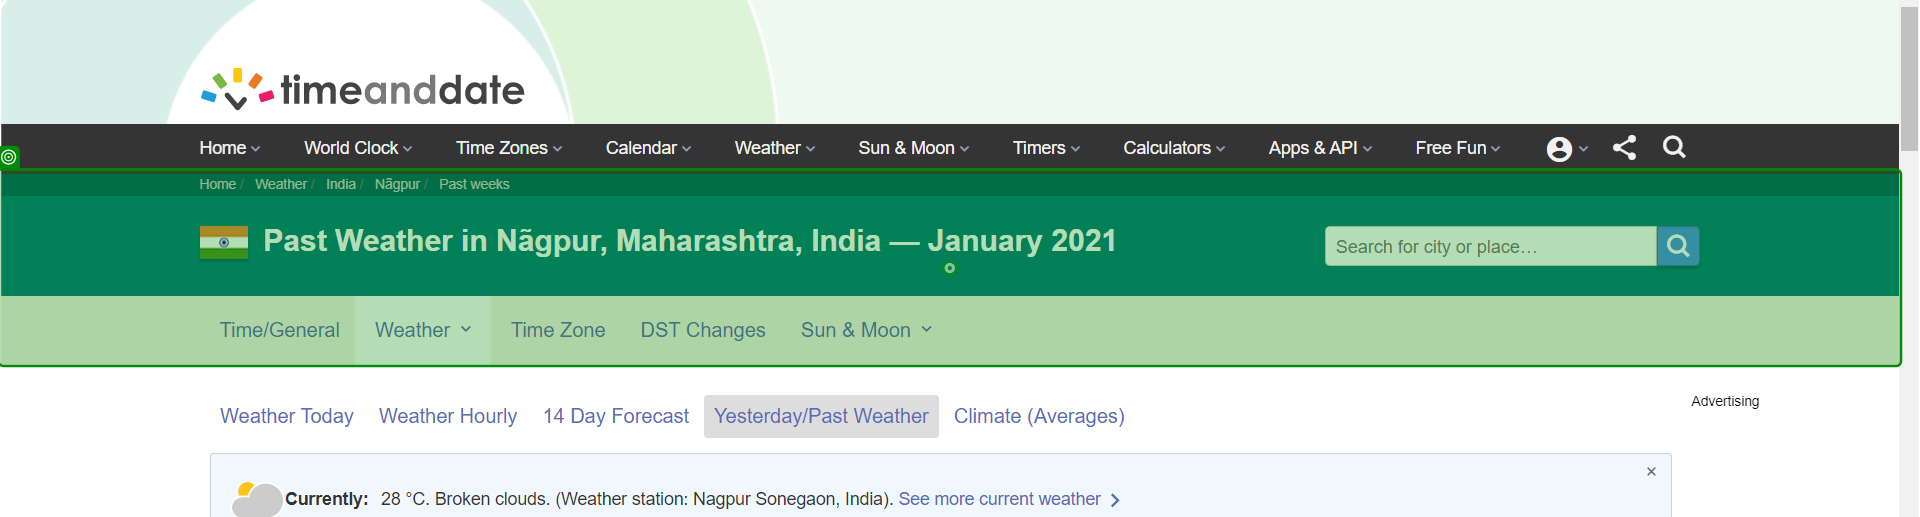 timeanddate
Home World Clock Time Zones Calendar Weather Sun & Moon Timers Calculators Apps & API Free Fun
Home / Weather / India / Nāgpur / Past weeks
Past Weather in Nāgpur, Maharashtra, India — January 2021
Search for city or place…
Time/General Weather Time Zone DST Changes Sun & Moon
Weather Today Weather Hourly 14 Day Forecast Yesterday/Past Weather Climate (Averages)
Advertising
×
Currently: 28 °C. Broken clouds. (Weather station: Nagpur Sonegaon, India). See more current weather